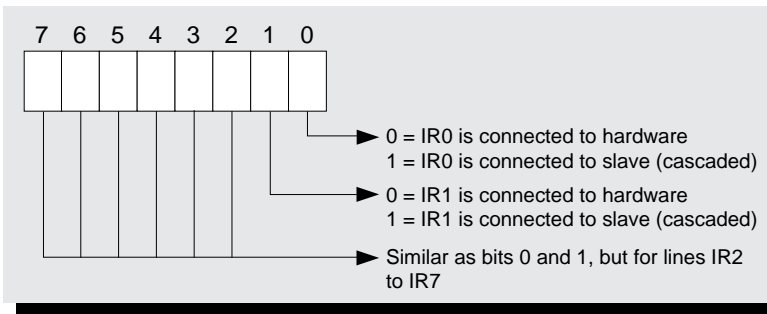 7 6 5 4 3 2 1 0
0 = IR0 is connected to hardware
1 = IR0 is connected to slave (cascaded)
0 = IR1 is connected to hardware
1 = IR1 is connected to slave (cascaded)
Similar as bits 0 and 1, but for lines IR2
to IR7